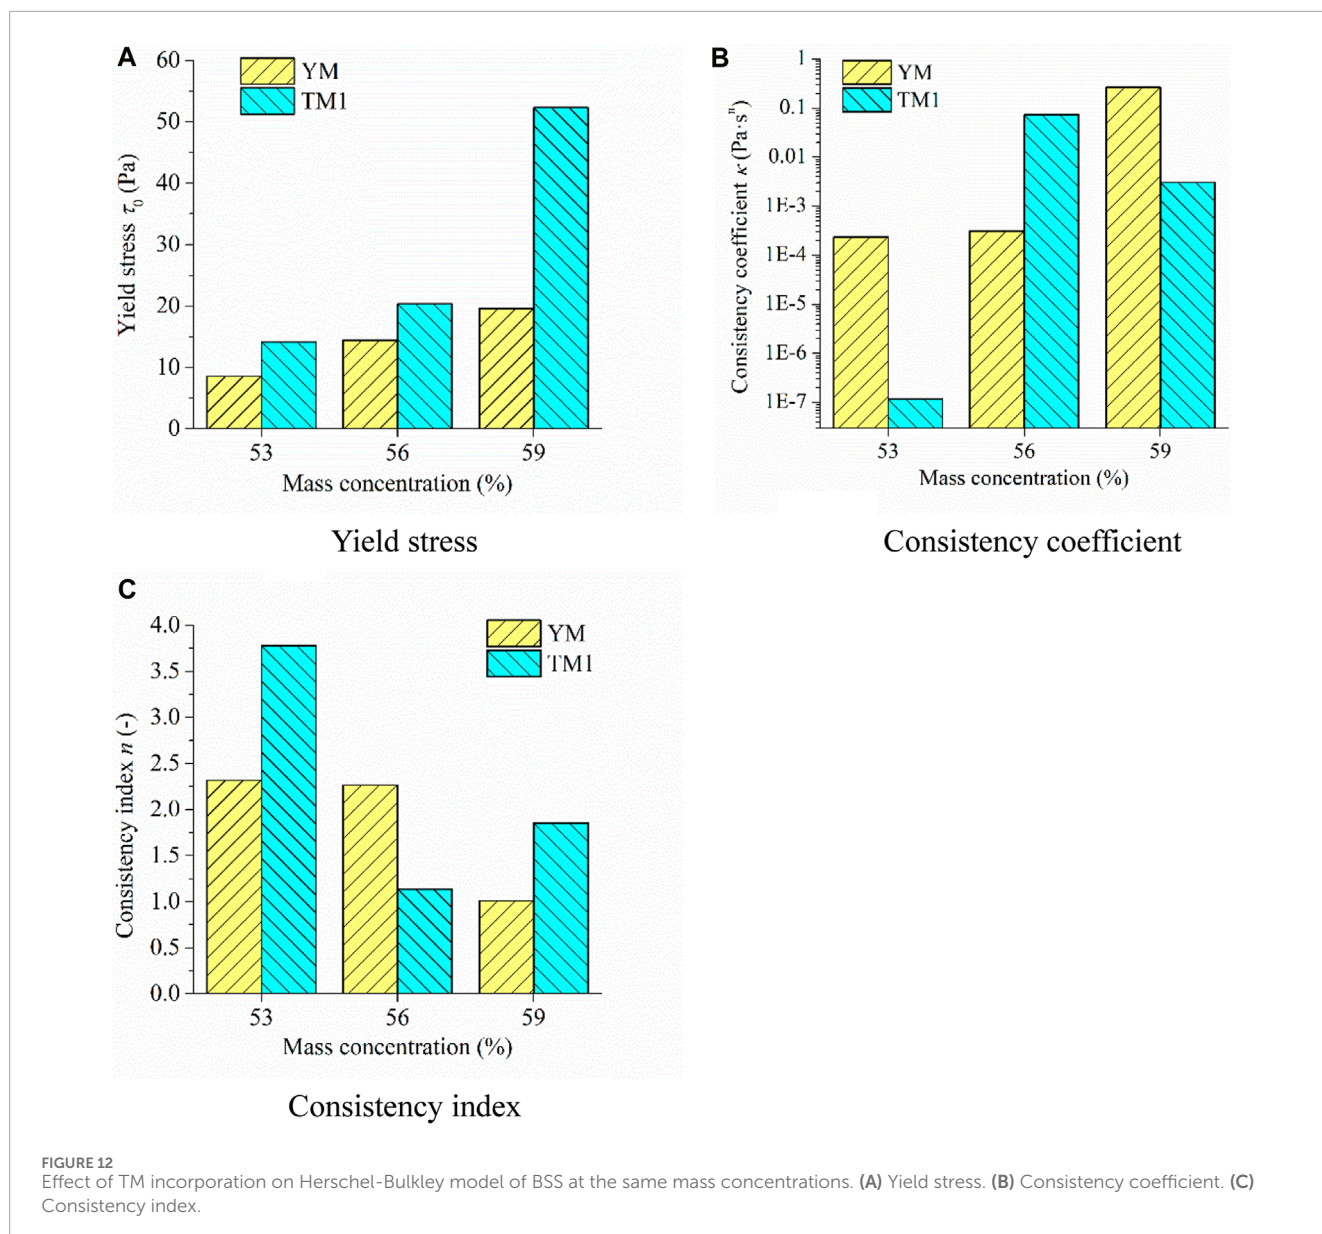 A
YM
TM1
60
50
40
30
20
10
0
Yield stress τ0 (Pa)
53 56 59
Mass concentration (%)
Yield stress
B
YM
TM1
1
0.1
0.01
1E-3
1E-4
1E-5
1E-6
1E-7
Consistency coefficient κ (Pa·sⁿ)
53 56 59
Mass concentration (%)
Consistency coefficient
C
YM
TM1
4.0
3.5
3.0
2.5
2.0
1.5
1.0
0.5
0.0
Consistency index n (-)
53 56 59
Mass concentration (%)
Consistency index
FIGURE 12
Effect of TM incorporation on Herschel-Bulkley model of BSS at the same mass concentrations. (A) Yield stress. (B) Consistency coefficient. (C)
Consistency index.